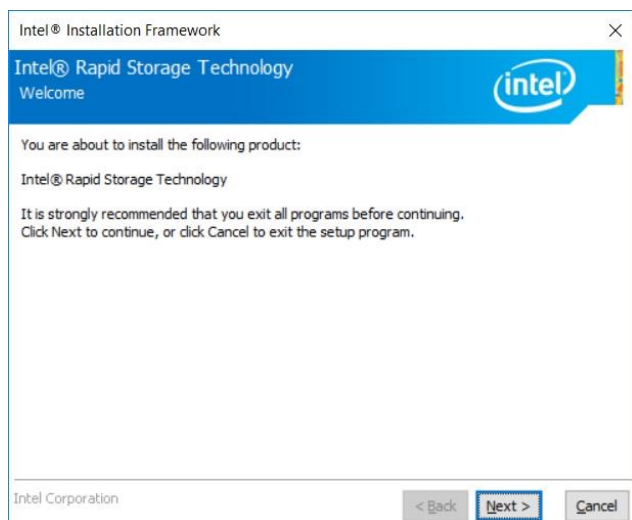 Intel® Installation Framework
Intel® Rapid Storage Technology
Welcome
intel
You are about to install the following product:
Intel® Rapid Storage Technology
It is strongly recommended that you exit all programs before continuing.
Click Next to continue, or click Cancel to exit the setup program.
Intel Corporation
< Back Next > Cancel